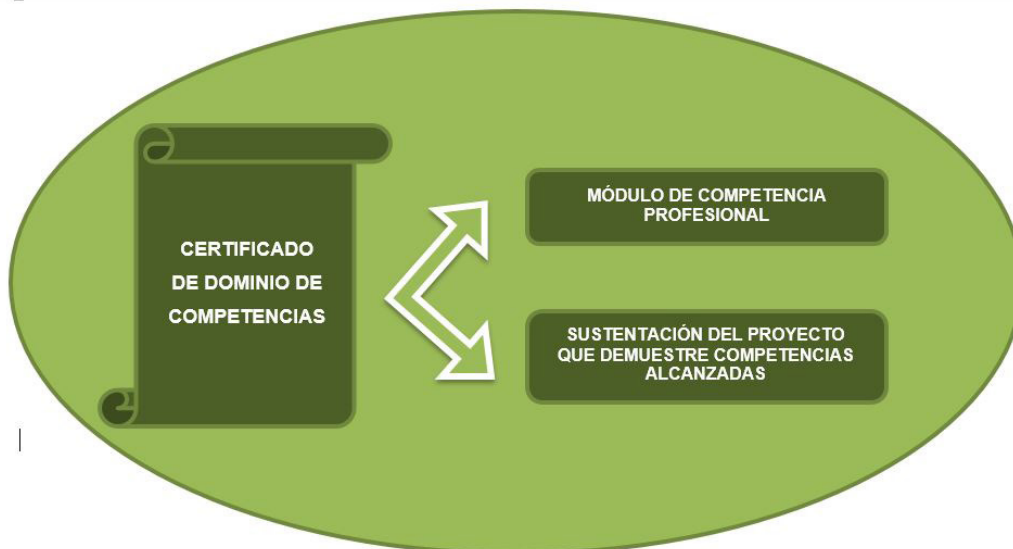 CERTIFICADO
DE DOMINIO DE
COMPETENCIAS
MÓDULO DE COMPETENCIA
PROFESIONAL
SUSTENTACIÓN DEL PROYECTO
QUE DEMUESTRE COMPETENCIAS
ALCANZADAS